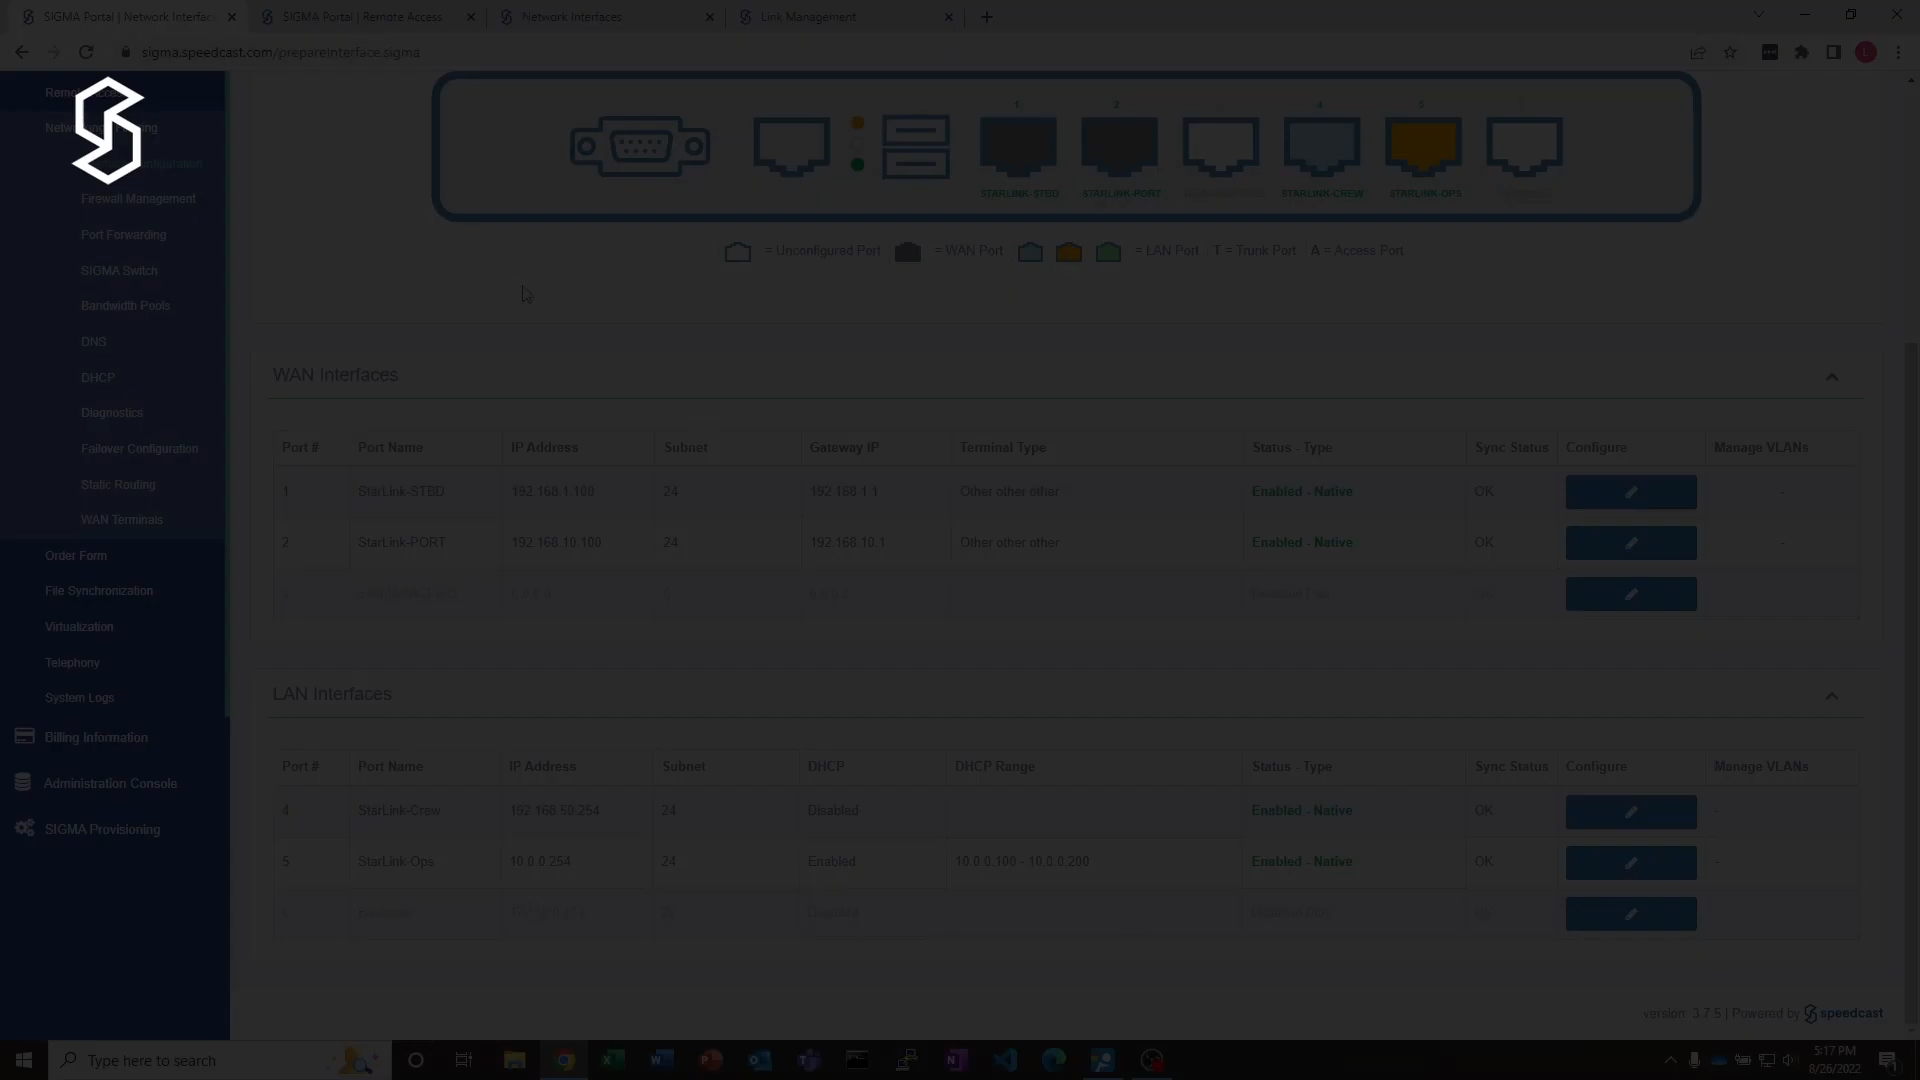 SIGMA Portal | Network Interfac
SIGMA Portal | Remote Access
Network Interfaces
Link Management
sigma.speedcast.com/prepareInterface.sigma
Firewall Management
Port Forwarding
SIGMA Switch
Bandwidth Pools
DNS
DHCP
Diagnostics
Failover Configuration
Static Routing
WAN Terminals
Order Form
File Synchronization
Virtualization
Telephony
System Logs
Billing Information
Administration Console
SIGMA Provisioning
1 2 4 5
STARLINK-STBD STARLINK-PORT STARLINK-CREW STARLINK-OPS
= Unconfigured Port = WAN Port = LAN Port T = Trunk Port A = Access Port
WAN Interfaces
Port # Port Name IP Address Subnet Gateway IP Terminal Type Status - Type Sync Status Configure Manage VLANs
1 StarLink-STBD 192.168.1.100 24 192.168.1.1 Other other other Enabled - Native OK -
2 StarLink-PORT 192.168.10.100 24 192.168.10.1 Other other other Enabled - Native OK -
LAN Interfaces
Port # Port Name IP Address Subnet DHCP DHCP Range Status - Type Sync Status Configure Manage VLANs
4 StarLink-Crew 192.168.50.254 24 Disabled Enabled - Native OK -
5 StarLink-Ops 10.0.0.254 24 Enabled 10.0.0.100 - 10.0.0.200 Enabled - Native OK -
version: 3.7.5 | Powered by speedcast
Type here to search
5:17 PM
8/26/2022